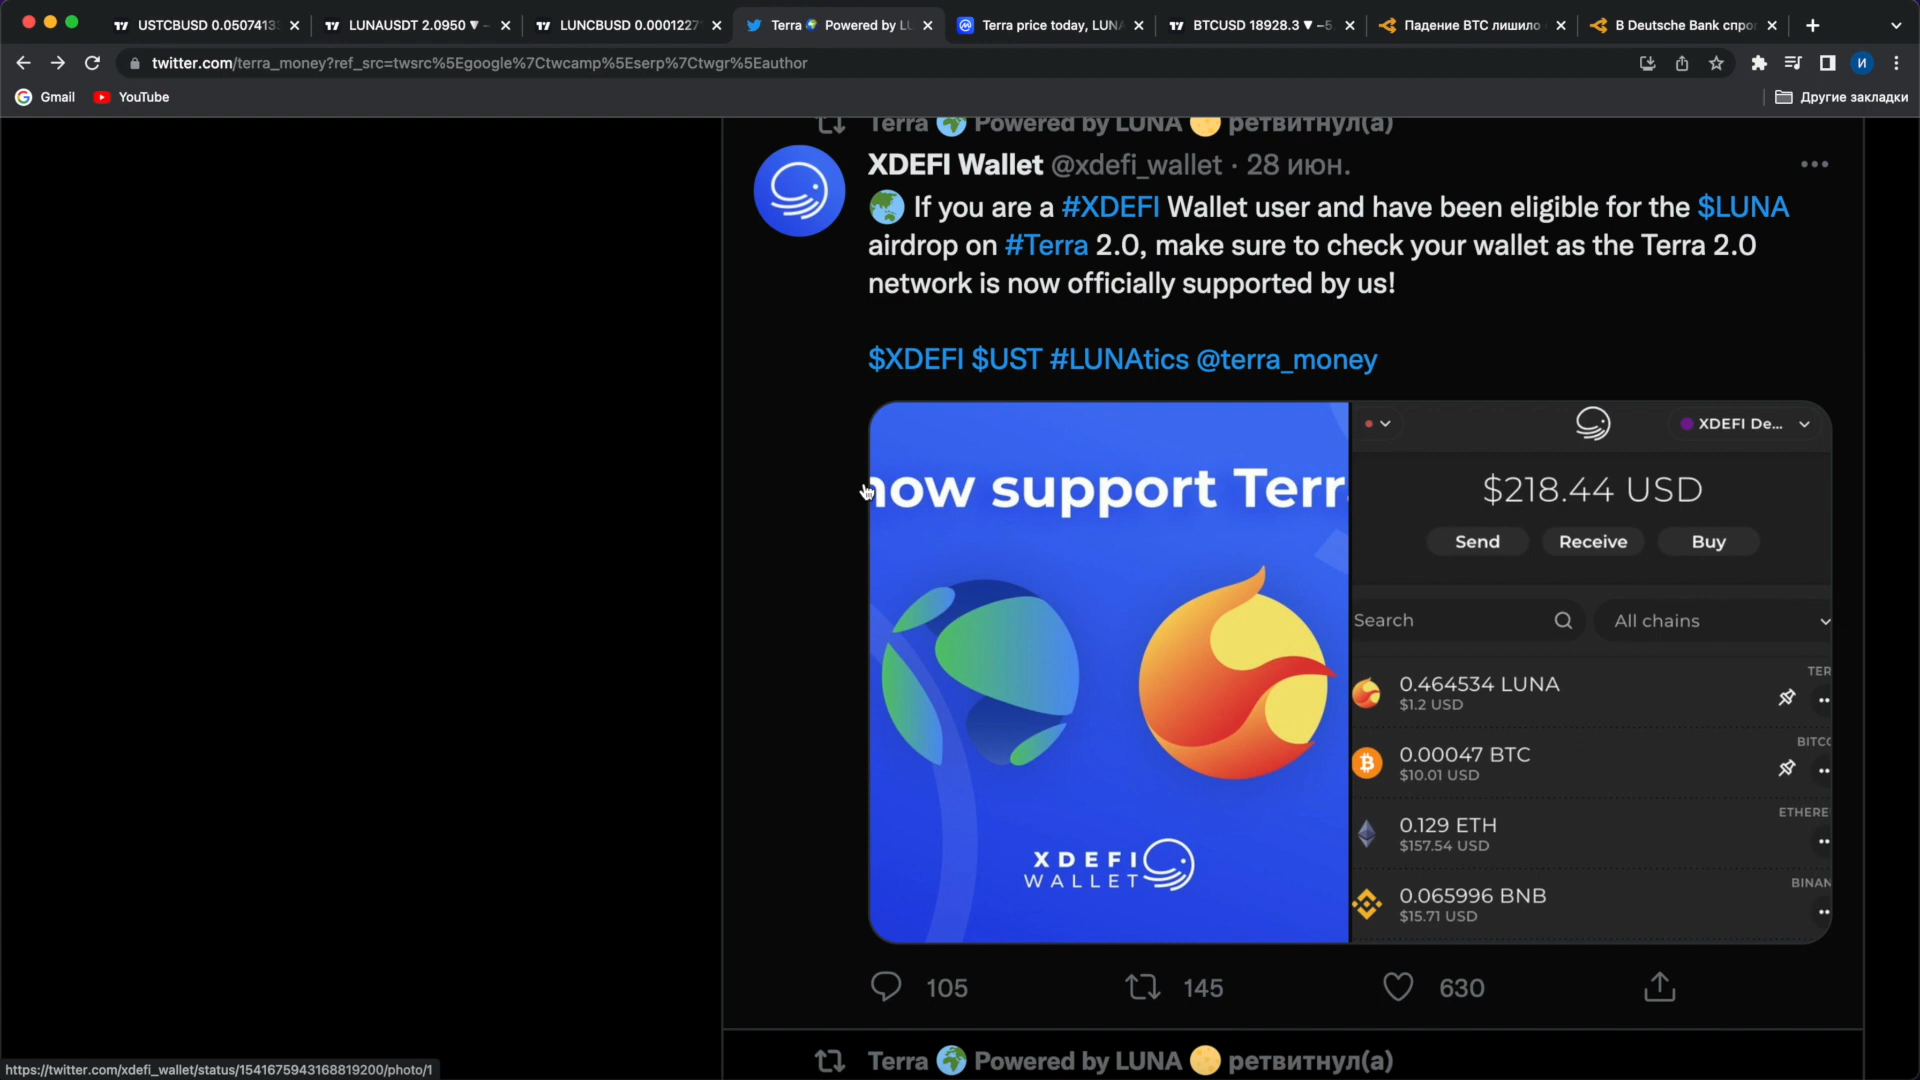 USTCBUSD 0.0507413
LUNAUSDT 2.0950 ▼ −
LUNCBUSD 0.0001227
Terra Powered by LU
Terra price today, LUNA
BTCUSD 18928.3 ▼ −5.
Падение BTC лишило
В Deutsche Bank спро
twitter.com/terra_money?ref_src=twsrc%5Egoogle%7Ctwcamp%5Eserp%7Ctwgr%5Eauthor
И
Gmail
YouTube
Другие закладки
Terra Powered by LUNA ретвитнул(а)
XDEFI Wallet @xdefi_wallet · 28 июн.
If you are a #XDEFI Wallet user and have been eligible for the $LUNA
airdrop on #Terra 2.0, make sure to check your wallet as the Terra 2.0
network is now officially supported by us!
$XDEFI $UST #LUNAtics @terra_money
now support Terra
XDEFI
WALLET
XDEFI De...
$218.44 USD
Send
Receive
Buy
Search
All chains
TER
0.464534 LUNA
$1.2 USD
BITCO
0.00047 BTC
$10.01 USD
ETHERE
0.129 ETH
$157.54 USD
BINAN
0.065996 BNB
$15.71 USD
105
145
630
Terra Powered by LUNA ретвитнул(а)
https://twitter.com/xdefi_wallet/status/1541675943168819200/photo/1